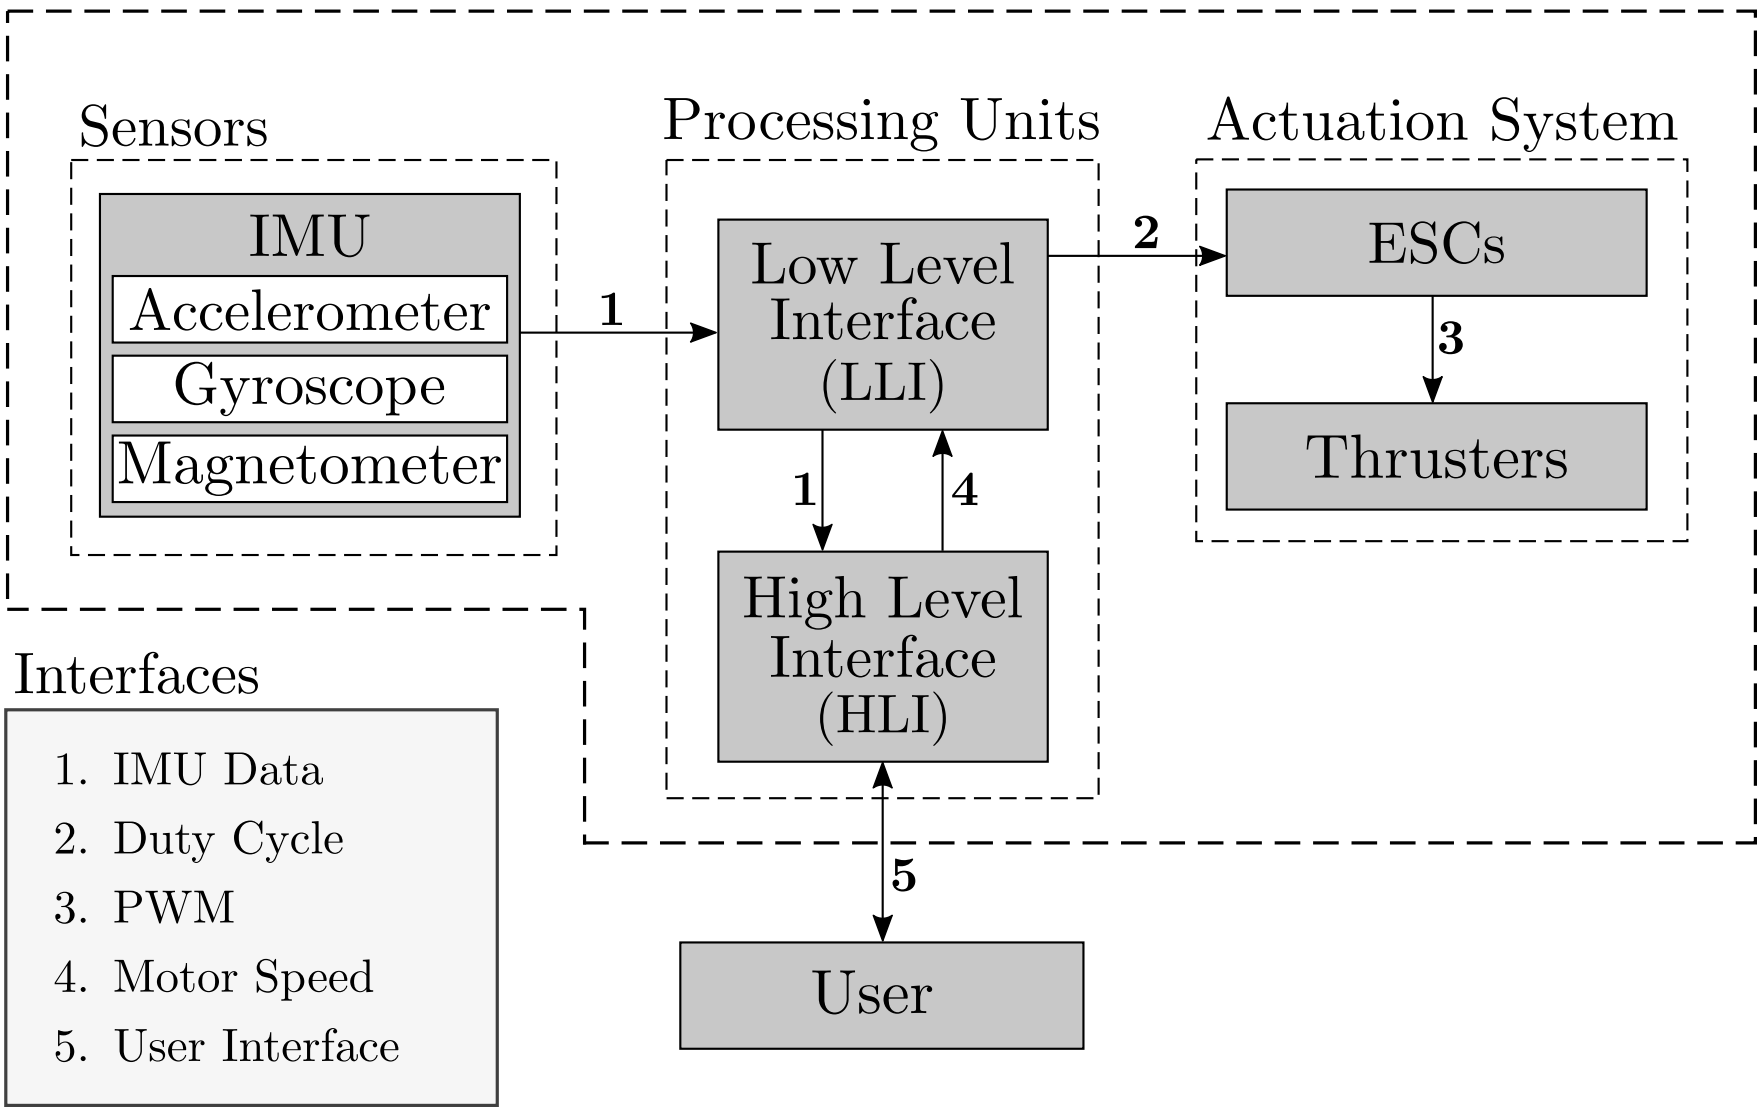 Sensors
IMU
Accelerometer
Gyroscope
Magnetometer
1
Processing Units
Low Level
Interface
(LLI)
1
4
High Level
Interface
(HLI)
2
Actuation System
ESCs
3
Thrusters
5
User
Interfaces
1. IMU Data
2. Duty Cycle
3. PWM
4. Motor Speed
5. User Interface